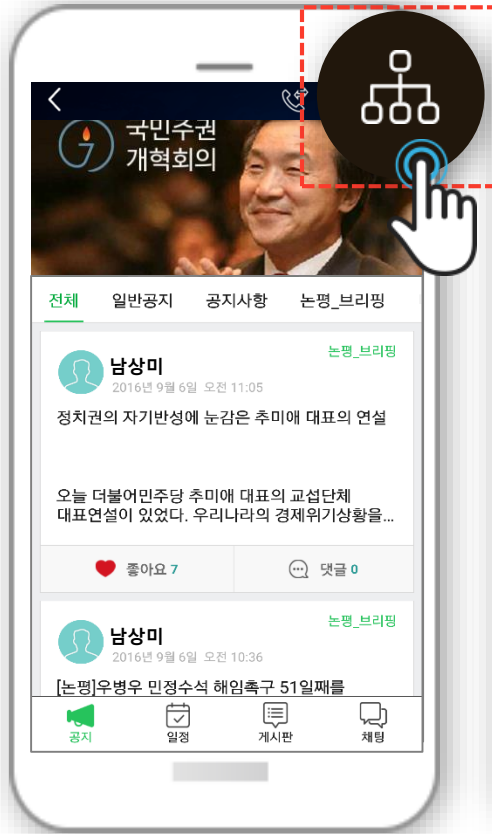 국민주권
개혁회의
전체 일반공지 공지사항 논평_브리핑
논평_브리핑
남상미
2016년 9월 6일 오전 11:05
정치권의 자기반성에 눈감은 추미애 대표의 연설
오늘 더불어민주당 추미애 대표의 교섭단체
대표연설이 있었다. 우리나라의 경제위기상황을...
좋아요 7 댓글 0
논평_브리핑
남상미
2016년 9월 6일 오전 10:36
[논평]우병우 민정수석 해임촉구 51일째를
공지 일정 게시판 채팅